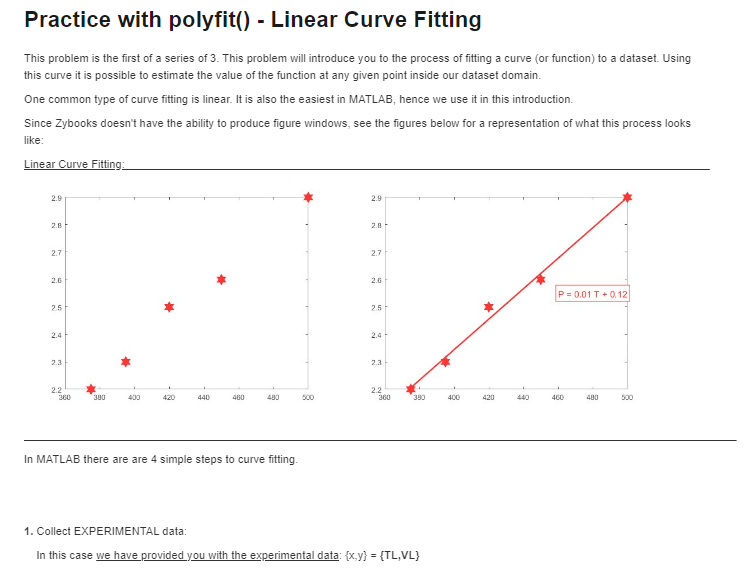 Practice with polyfit() - Linear Curve Fitting
This problem is the first of a series of 3. This problem will introduce you to the process of fitting a curve (or function) to a dataset. Using
this curve it is possible to estimate the value of the function at any given point inside our dataset domain.
One common type of curve fitting is linear. It is also the easiest in MATLAB, hence we use it in this introduction.
Since Zybooks doesn't have the ability to produce figure windows, see the figures below for a representation of what this process looks
like:
Linear Curve Fitting:
2.9
2.8
2.7
2.6
2.5
2.4
2.3
2.2
360 380 400 420 440 460 480 500
2.9
2.8
2.7
2.6
2.5
2.4
2.3
2.2
360 380 400 420 440 460 480 500
P = 0.01 T + 0.12
In MATLAB there are are 4 simple steps to curve fitting.
1. Collect EXPERIMENTAL data:
In this case we have provided you with the experimental data: {x,y} = {TL,VL}